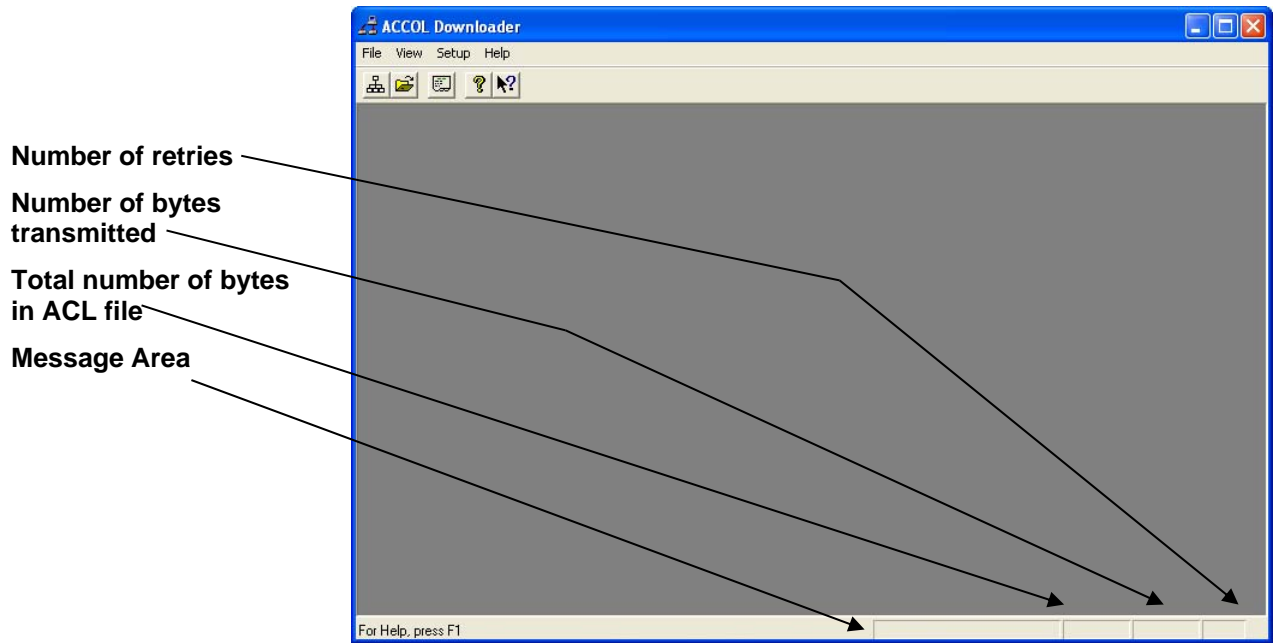 ACCOL Downloader
File View Setup Help
Number of retries
Number of bytes
transmitted
Total number of bytes
in ACL file
Message Area
For Help, press F1